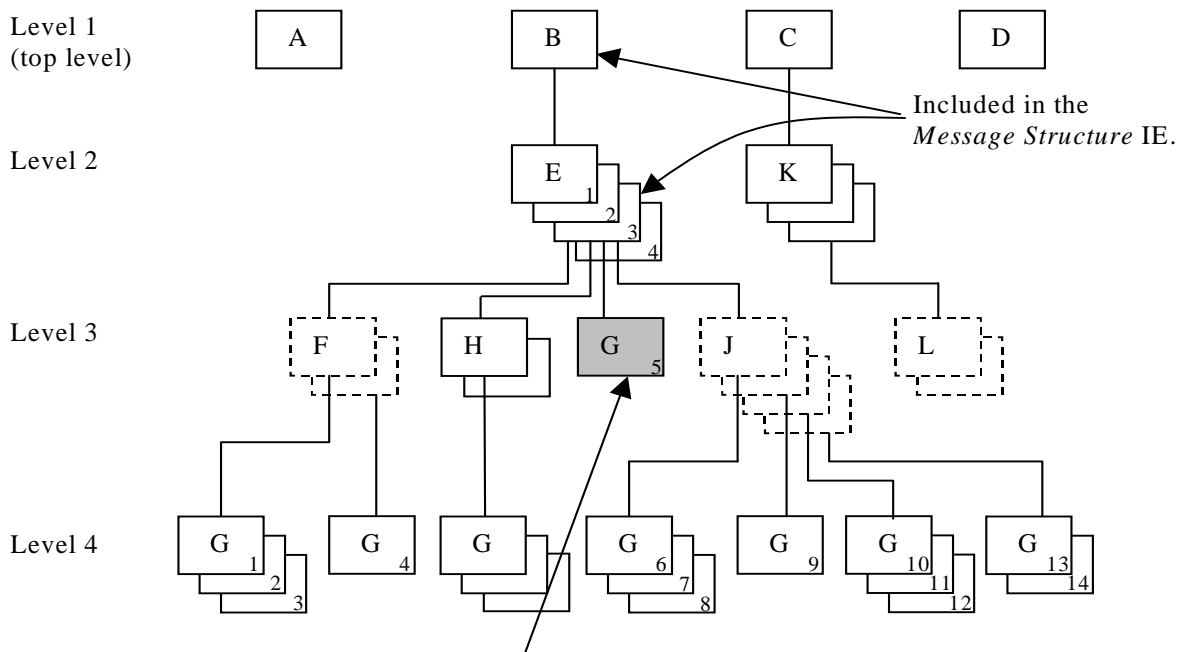 Level 1
(top level)
A
B
C
D
Included in the
Message Structure IE.
Level 2
E
1
2
3
4
K
Level 3
F
H
G
5
J
L
Level 4
G
1
2
3
G
4
G
G
6
7
8
G
9
G
10
11
12
G
13
14